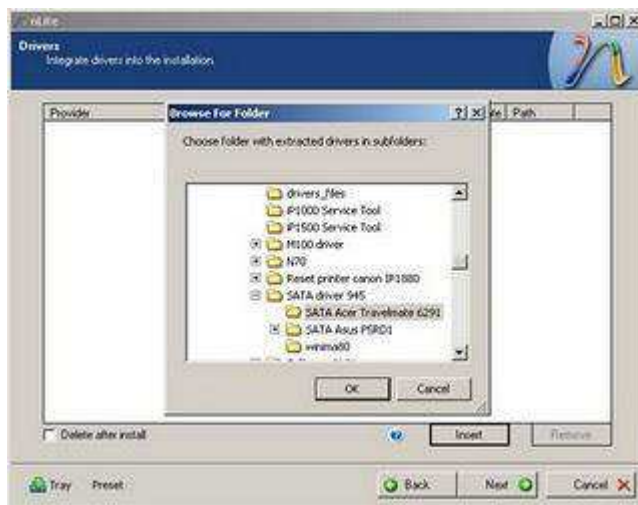 nLite
Drivers
Integrate drivers into the installation
Provider
Path
Browse For Folder
Choose folder with extracted drivers in subfolders:
drivers_files
iP1000 Service Tool
iP1500 Service Tool
M100 driver
N70
Reset printer canon IP1880
SATA driver 945
SATA Acer Travelmate 6291
SATA Asus P5RD1
winima80
OK Cancel
Delete after install Insert Remove
Tray Preset Back Next Cancel